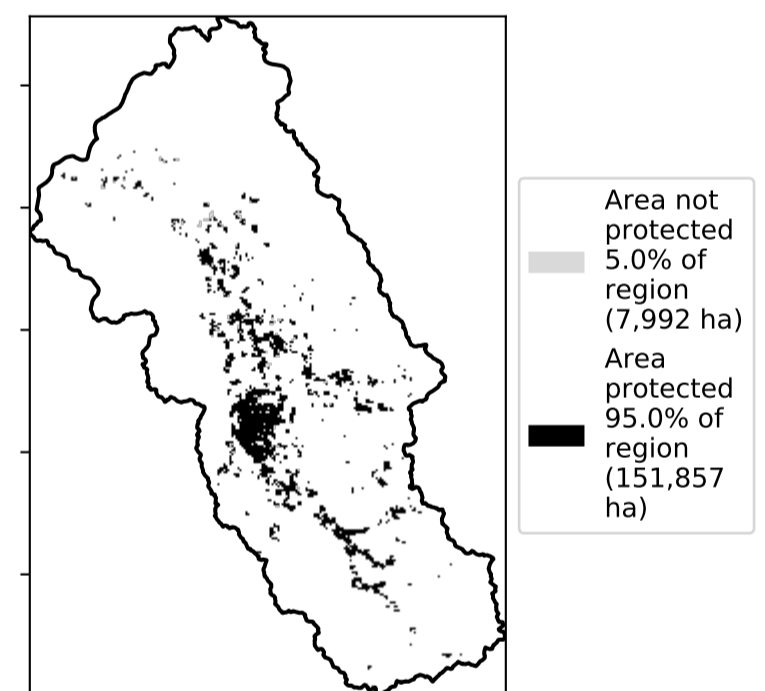 Area not
protected
5.0% of
region
(7,992 ha)
Area
protected
95.0% of
region
(151,857
ha)